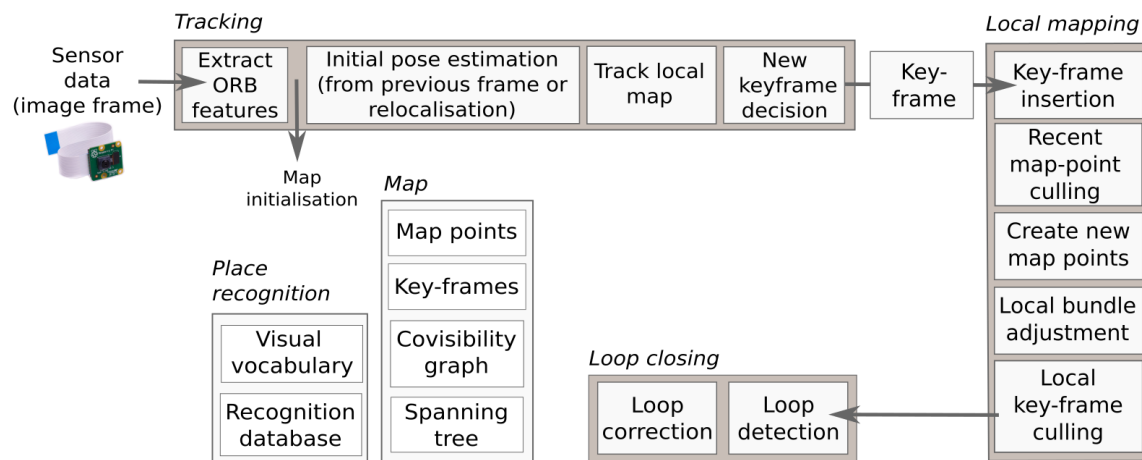 Tracking
Sensor
data
(image frame)
Extract
ORB
features
Initial pose estimation
(from previous frame or
relocalisation)
Track local
map
New
keyframe
decision
Key-
frame
Local mapping
Key-frame
insertion
Recent
map-point
culling
Create new
map points
Local bundle
adjustment
Local
key-frame
culling
Map
initialisation
Map
Map points
Key-frames
Covisibility
graph
Spanning
tree
Place
recognition
Visual
vocabulary
Recognition
database
Loop closing
Loop
correction
Loop
detection